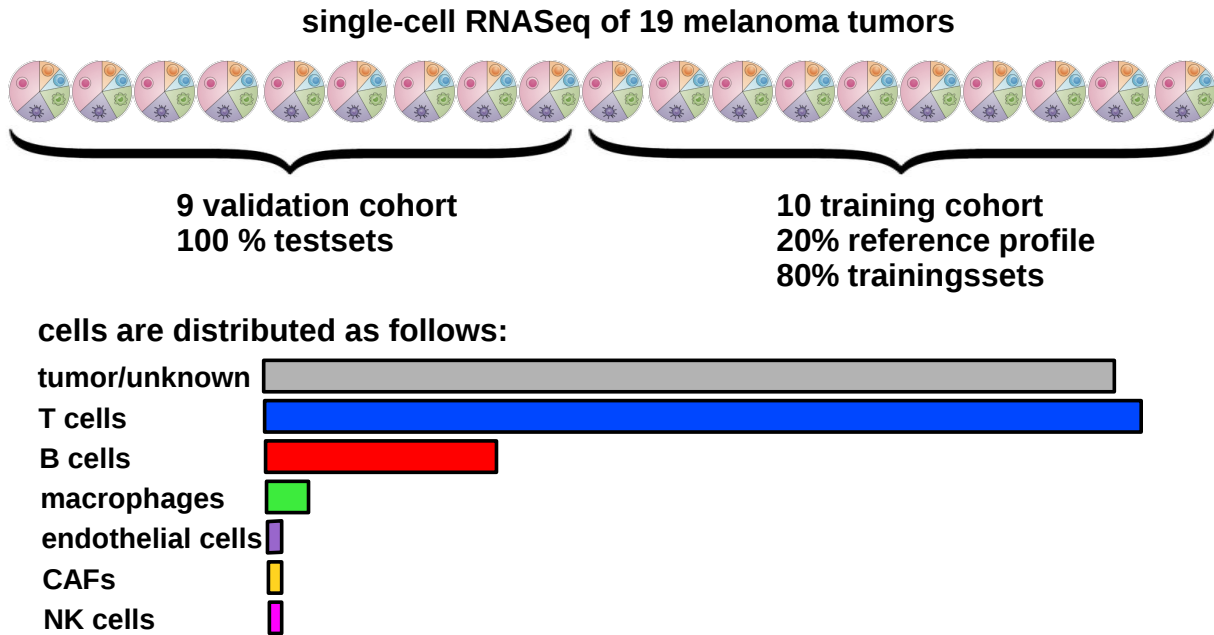 single-cell RNASeq of 19 melanoma tumors
9 validation cohort
100 % testsets
10 training cohort
20% reference profile
80% trainingssets
cells are distributed as follows:
tumor/unknown
T cells
B cells
macrophages
endothelial cells
CAFs
NK cells